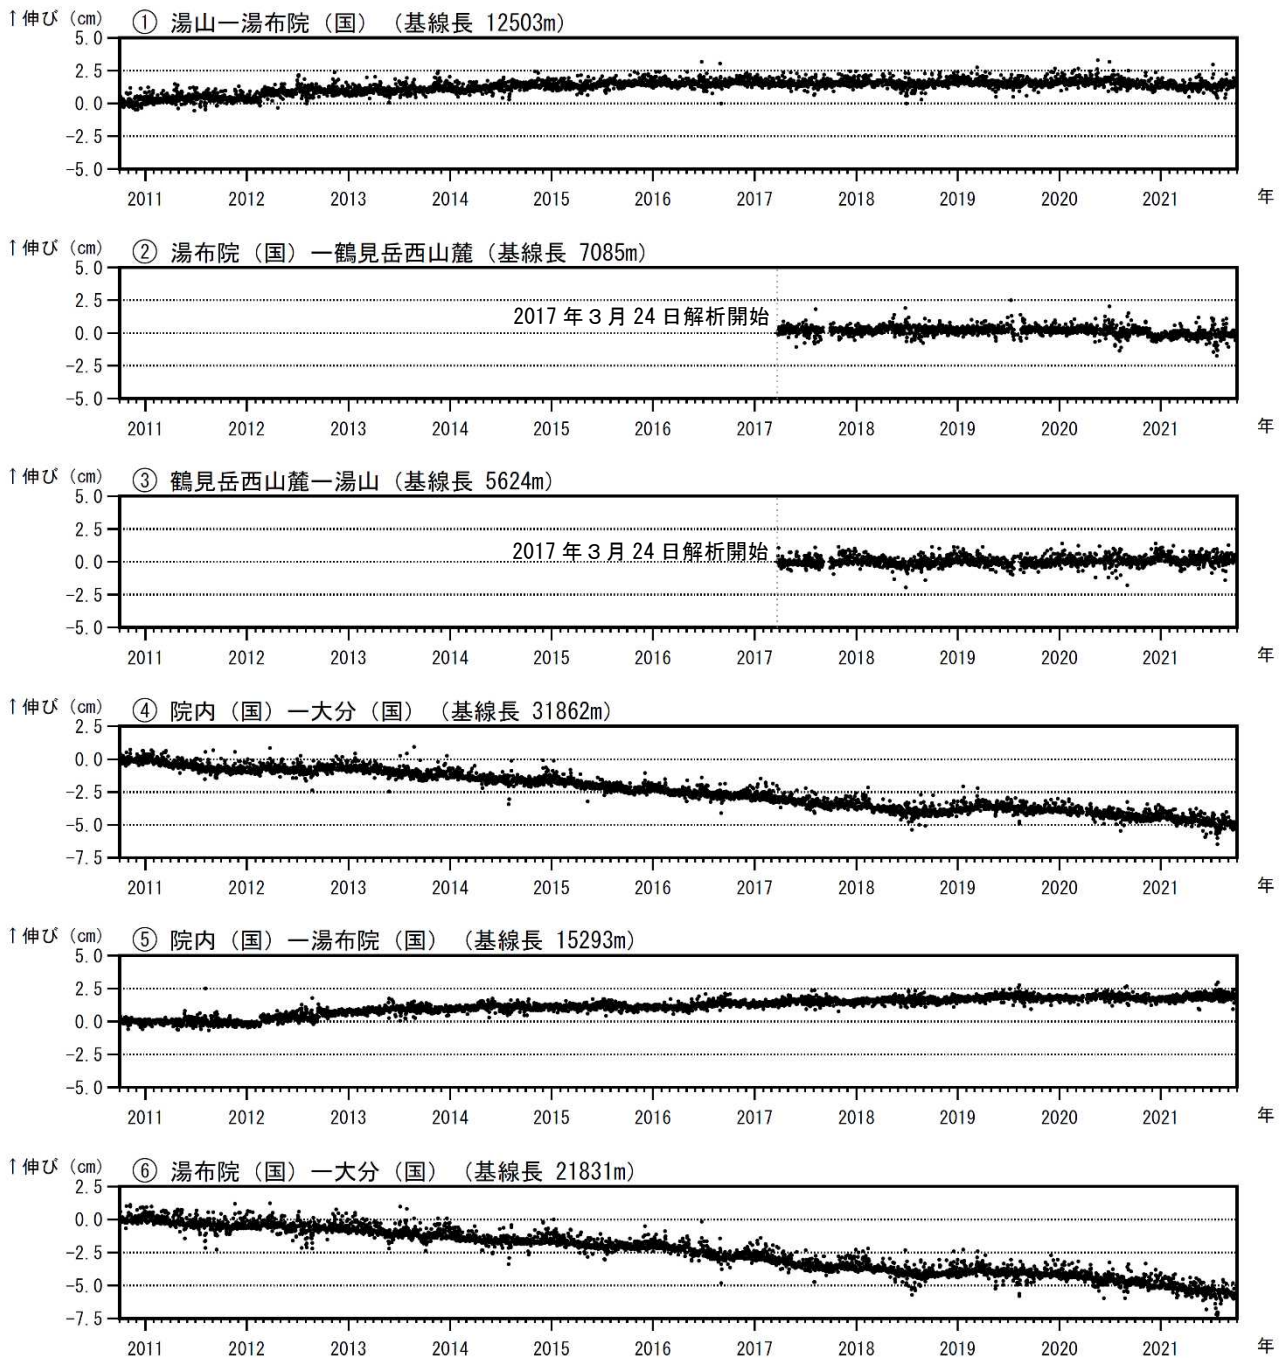 ↑伸び (cm) ① 湯山ー湯布院（国）（基線長 12503m）
5.0
2.5
0.0
-2.5
-5.0
2011 2012 2013 2014 2015 2016 2017 2018 2019 2020 2021 年
↑伸び (cm) ② 湯布院（国）ー鶴見岳西山麓（基線長 7085m）
5.0
2.5
2017年3月24日解析開始
0.0
-2.5
-5.0
2011 2012 2013 2014 2015 2016 2017 2018 2019 2020 2021 年
↑伸び (cm) ③ 鶴見岳西山麓ー湯山（基線長 5624m）
5.0
2.5
2017年3月24日解析開始
0.0
-2.5
-5.0
2011 2012 2013 2014 2015 2016 2017 2018 2019 2020 2021 年
↑伸び (cm) ④ 院内（国）ー大分（国）（基線長 31862m）
2.5
0.0
-2.5
-5.0
-7.5
2011 2012 2013 2014 2015 2016 2017 2018 2019 2020 2021 年
↑伸び (cm) ⑤ 院内（国）ー湯布院（国）（基線長 15293m）
5.0
2.5
0.0
-2.5
-5.0
2011 2012 2013 2014 2015 2016 2017 2018 2019 2020 2021 年
↑伸び (cm) ⑥ 湯布院（国）ー大分（国）（基線長 21831m）
2.5
0.0
-2.5
-5.0
-7.5
2011 2012 2013 2014 2015 2016 2017 2018 2019 2020 2021 年